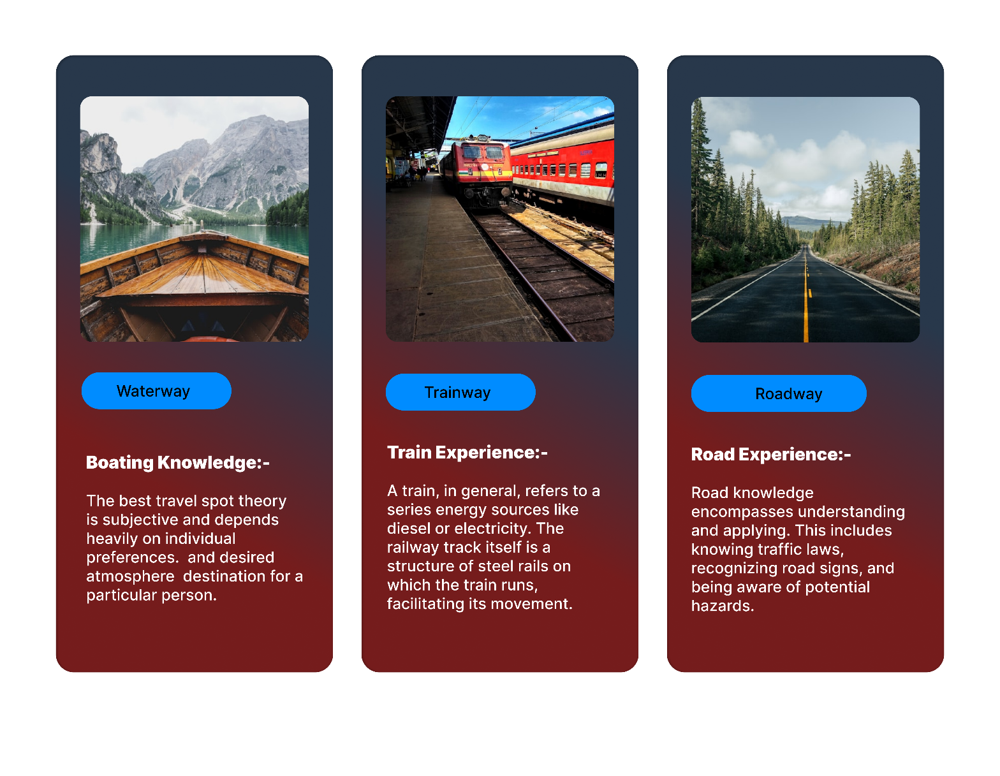 Waterway
Boating Knowledge:-
The best travel spot theory
is subjective and depends
heavily on individual
preferences.  and desired
atmosphere  destination for a
particular person.
Trainway
Train Experience:-
A train, in general, refers to a
series energy sources like
diesel or electricity. The
railway track itself is a
structure of steel rails on
which the train runs,
facilitating its movement.
Roadway
Road Experience:-
Road knowledge
encompasses understanding
and applying. This includes
knowing traffic laws,
recognizing road signs, and
being aware of potential
hazards.